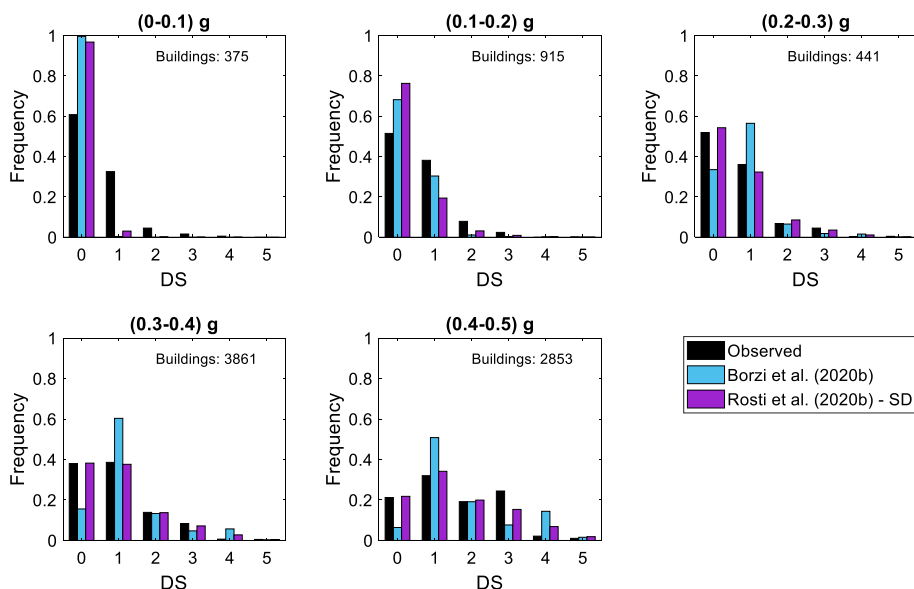 (0-0.1) g
Buildings: 375
Frequency
1
0.8
0.6
0.4
0.2
0
0 1 2 3 4 5
DS
(0.1-0.2) g
Buildings: 915
Frequency
1
0.8
0.6
0.4
0.2
0
0 1 2 3 4 5
DS
(0.2-0.3) g
Buildings: 441
Frequency
1
0.8
0.6
0.4
0.2
0
0 1 2 3 4 5
DS
(0.3-0.4) g
Buildings: 3861
Frequency
1
0.8
0.6
0.4
0.2
0
0 1 2 3 4 5
DS
(0.4-0.5) g
Buildings: 2853
Frequency
1
0.8
0.6
0.4
0.2
0
0 1 2 3 4 5
DS
Observed
Borzi et al. (2020b)
Rosti et al. (2020b) - SD